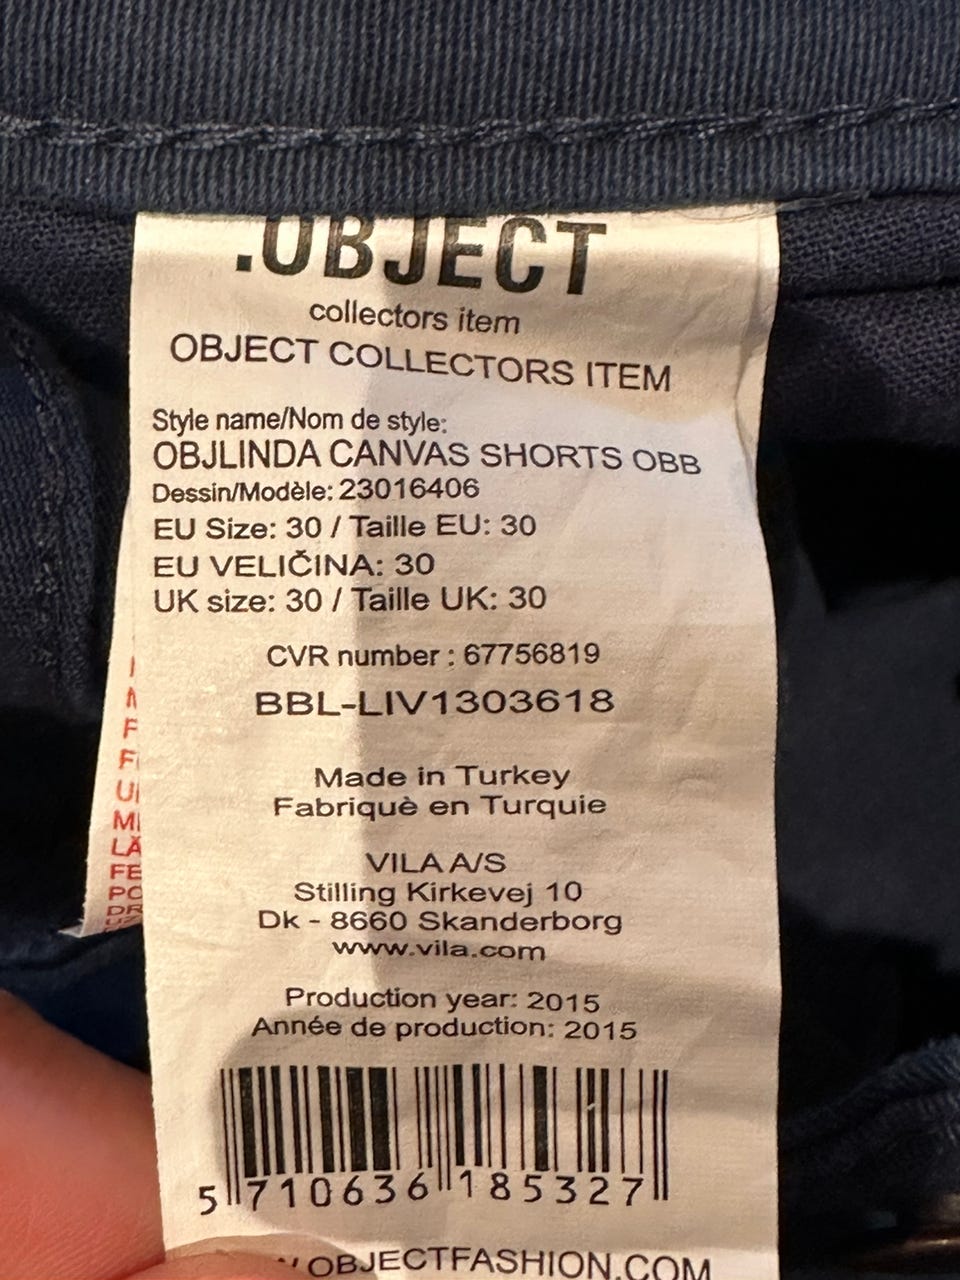 .OBJECT
collectors item
OBJECT COLLECTORS ITEM
Style name/Nom de style:
OBJLINDA CANVAS SHORTS OBB
Dessin/Modèle: 23016406
EU Size: 30 / Taille EU: 30
EU VELIČINA: 30
UK size: 30 / Taille UK: 30
CVR number : 67756819
BBL-LIV1303618
Made in Turkey
Fabriquè en Turquie
VILA A/S
Stilling Kirkevej 10
Dk - 8660 Skanderborg
www.vila.com
Production year: 2015
Année de production: 2015
5 710636 185327
OBJECTFASHION.COM